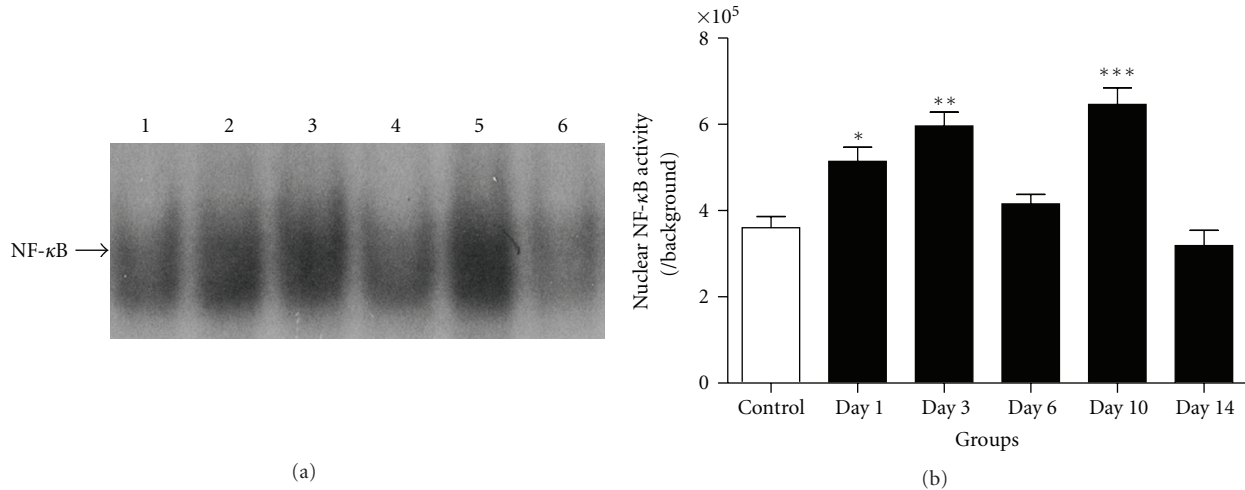 1 2 3 4 5 6
NF-κB
(a)
×10⁵
8
6
4
2
0
Nuclear NF-κB activity
(/background)
*
**
***
Control Day 1 Day 3 Day 6 Day 10 Day 14
Groups
(b)